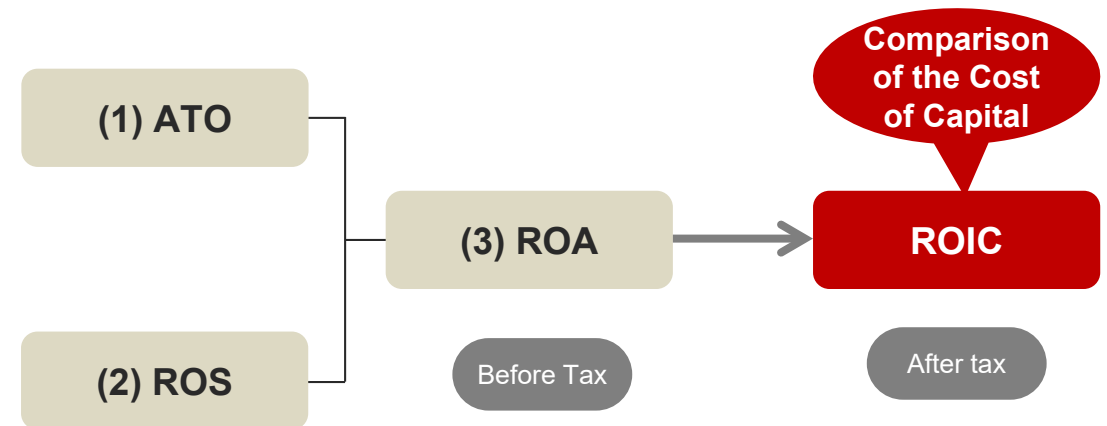 Comparison
of the Cost
of Capital
(1) ATO
(3) ROA
ROIC
(2) ROS
Before Tax
After tax